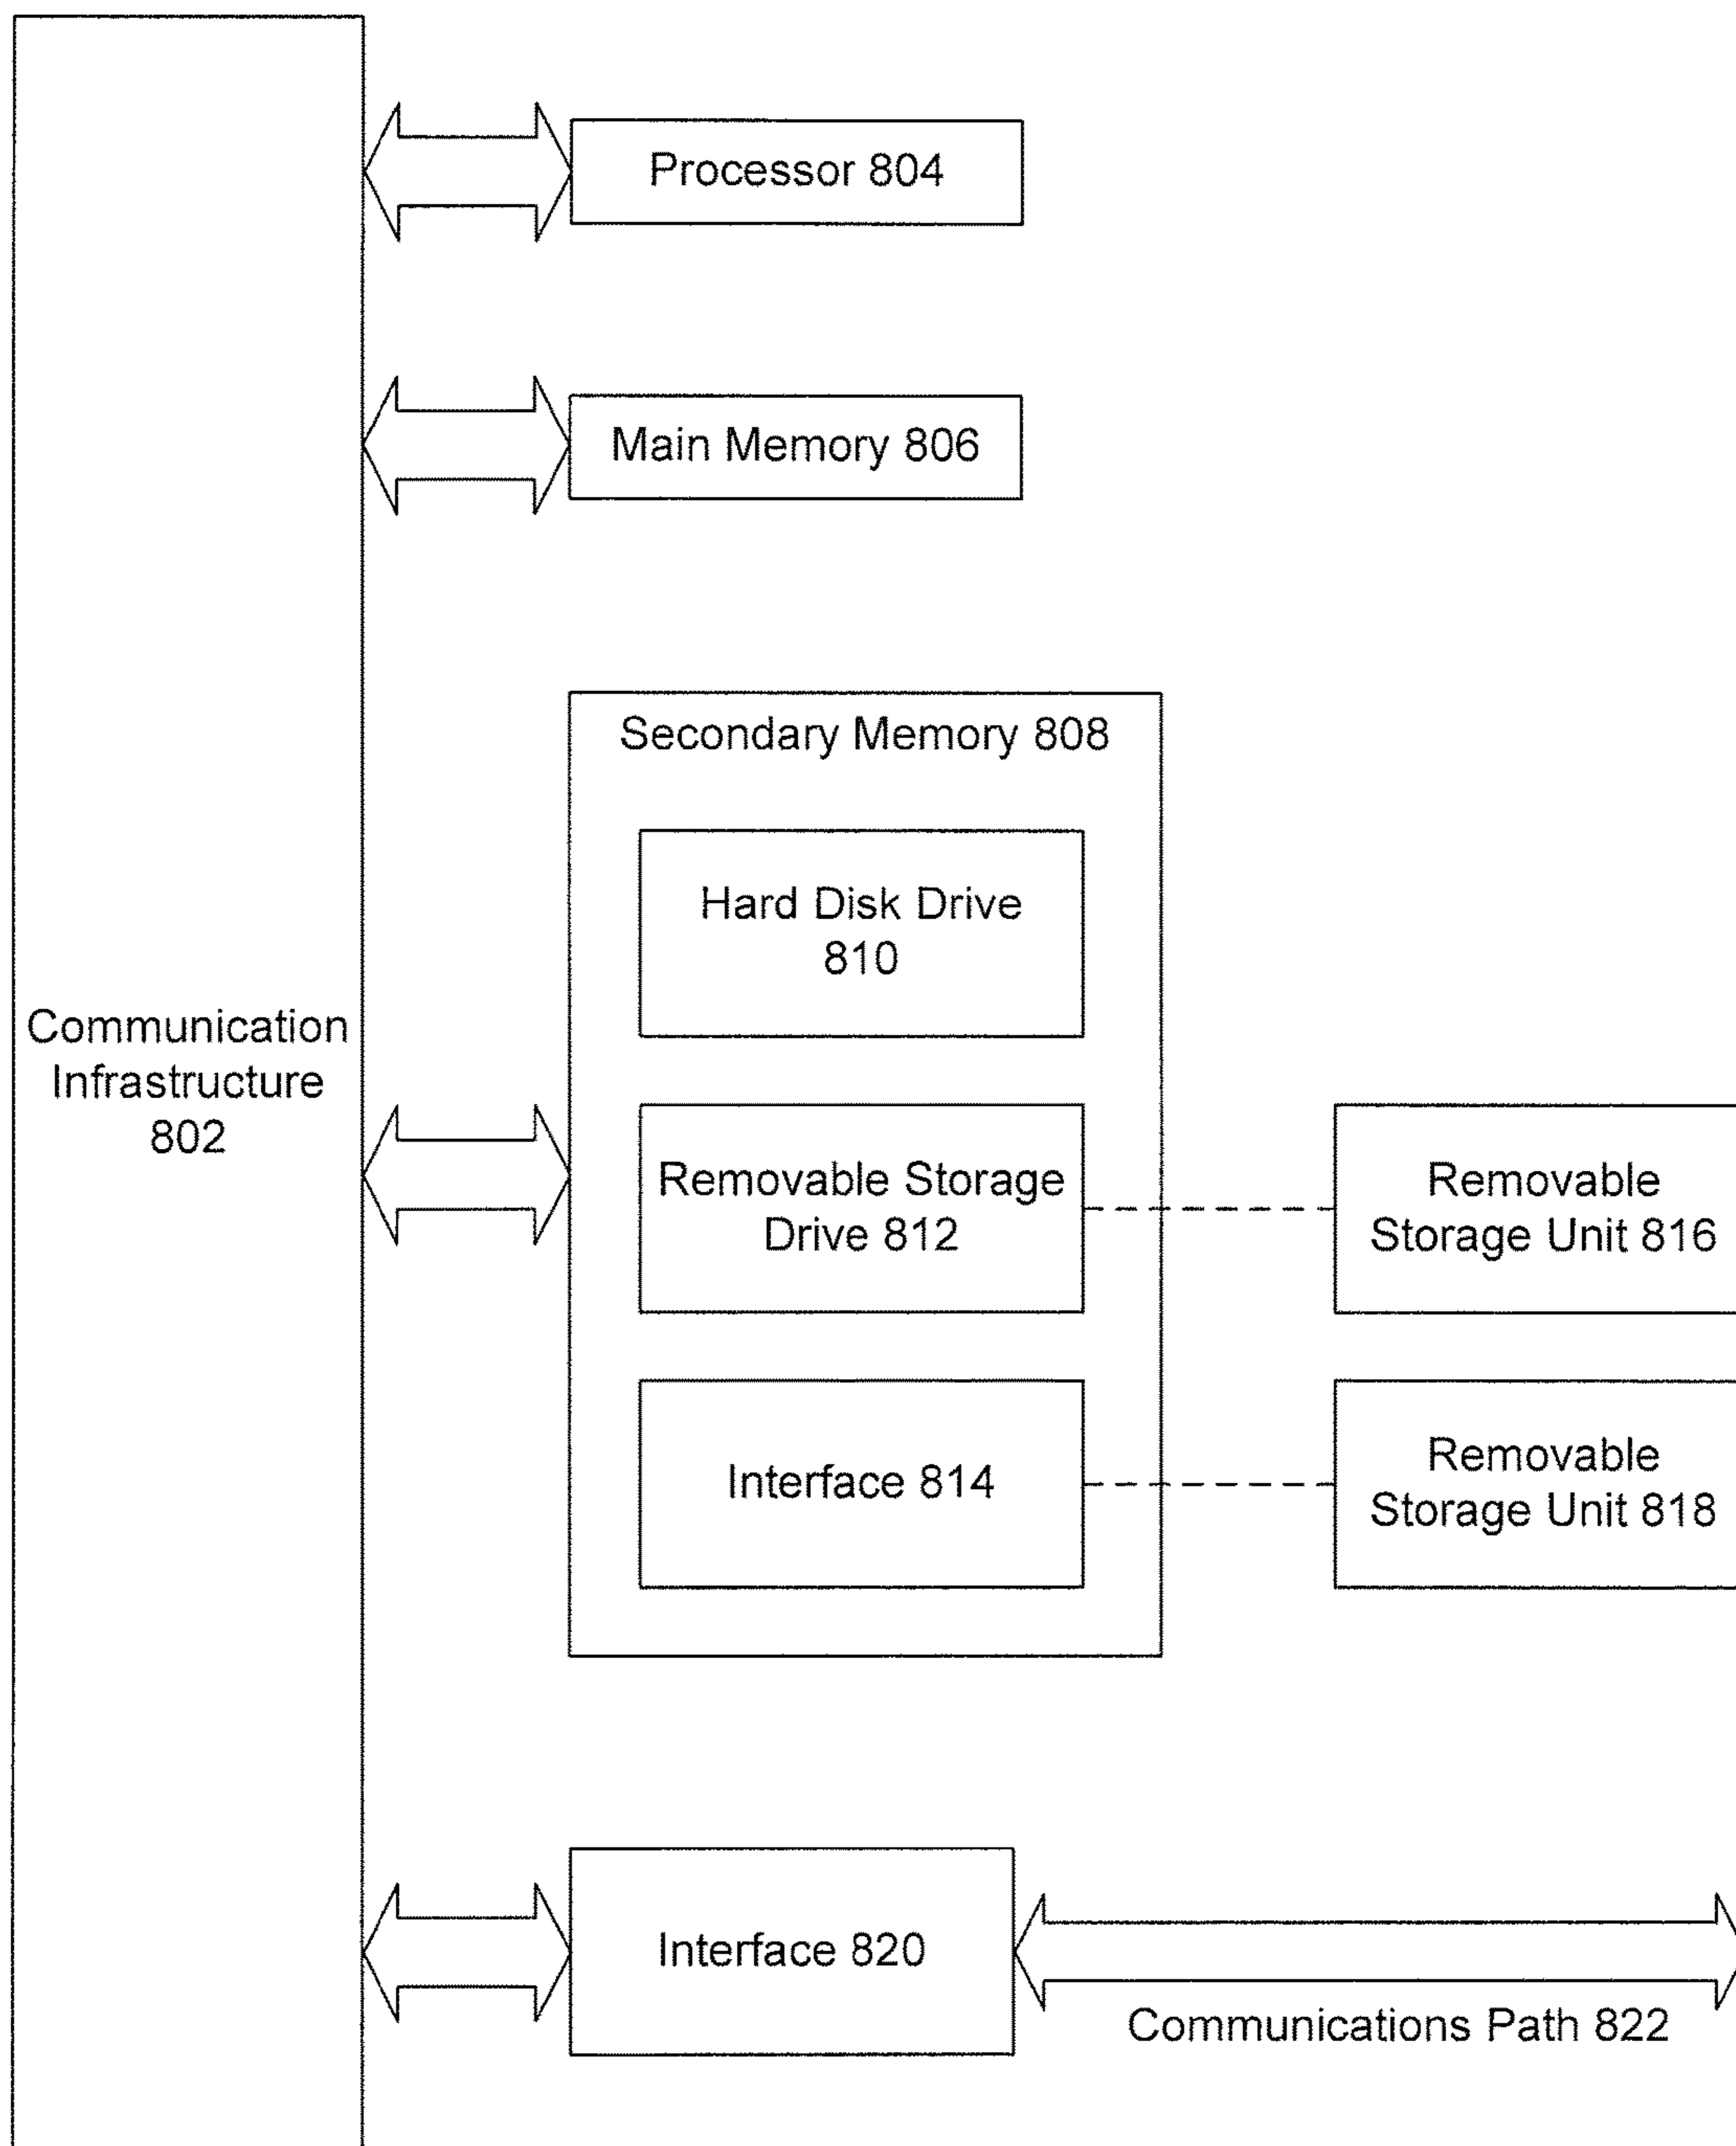 Processor 804
Main Memory 806
Secondary Memory 808
Hard Disk Drive
810
Communication
Infrastructure
802
Removable Storage
Drive 812
Removable
Storage Unit 816
Interface 814
Removable
Storage Unit 818
Interface 820
Communications Path 822